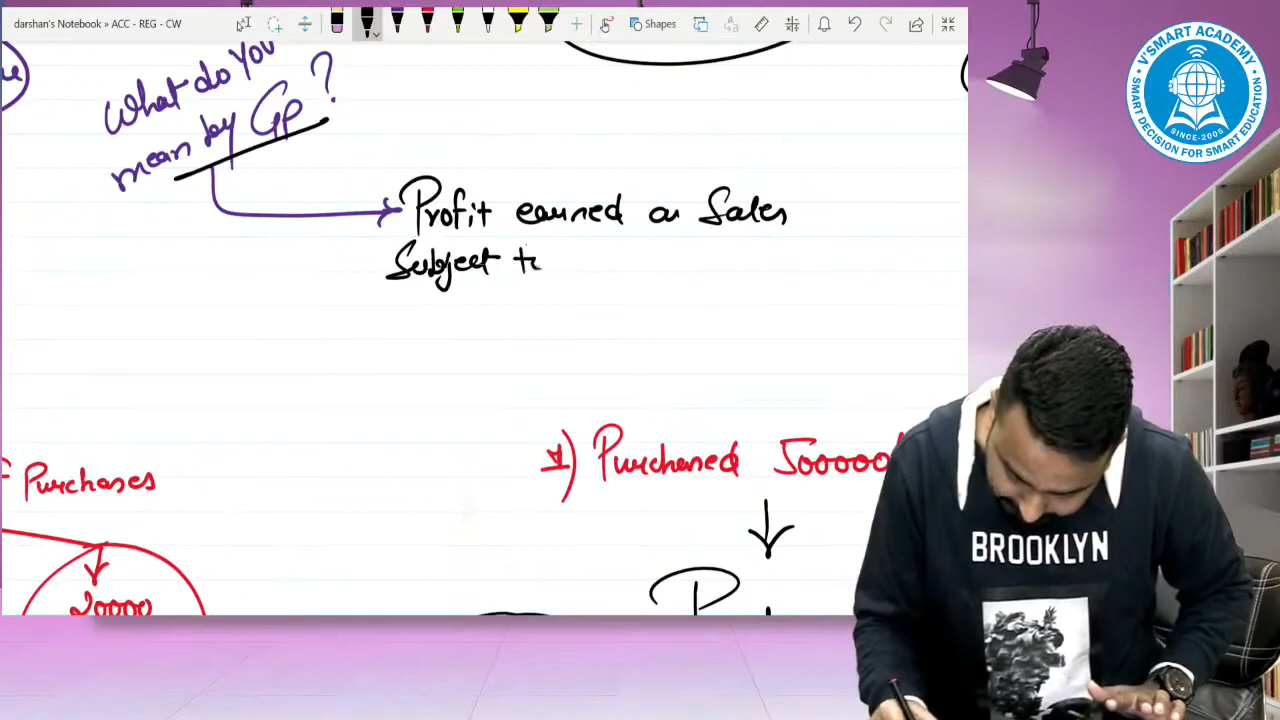 darshan's Notebook » ACC - REG - CW
Shapes
V'SMART ACADEMY
SINCE-2005
SMART DECISION FOR SMART EDUCATION
What do You
mean by GP ?
Profit earned on Sales
Subject to
Purchases
1) Purchased 500000
20000
P
BROOKLYN